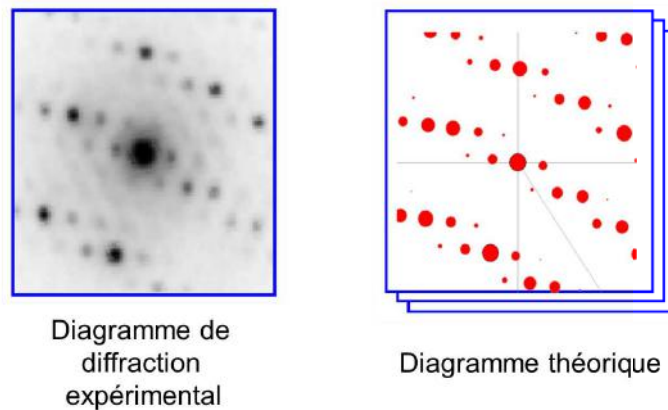 Diagramme de
diffraction
expérimental
Diagramme théorique